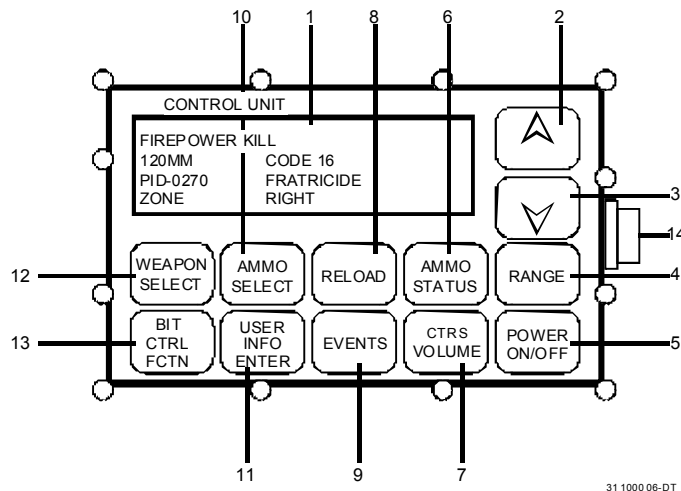 10 1 8 6 2
CONTROL UNIT
FIREPOWER KILL
120MM CODE 16
PID-0270 FRATRICIDE
ZONE RIGHT
3
14
12 WEAPON SELECT AMMO SELECT RELOAD AMMO STATUS RANGE 4
13 BIT CTRL FCTN USER INFO ENTER EVENTS CTRS VOLUME POWER ON/OFF 5
11 9 7
31 1000 06-DT